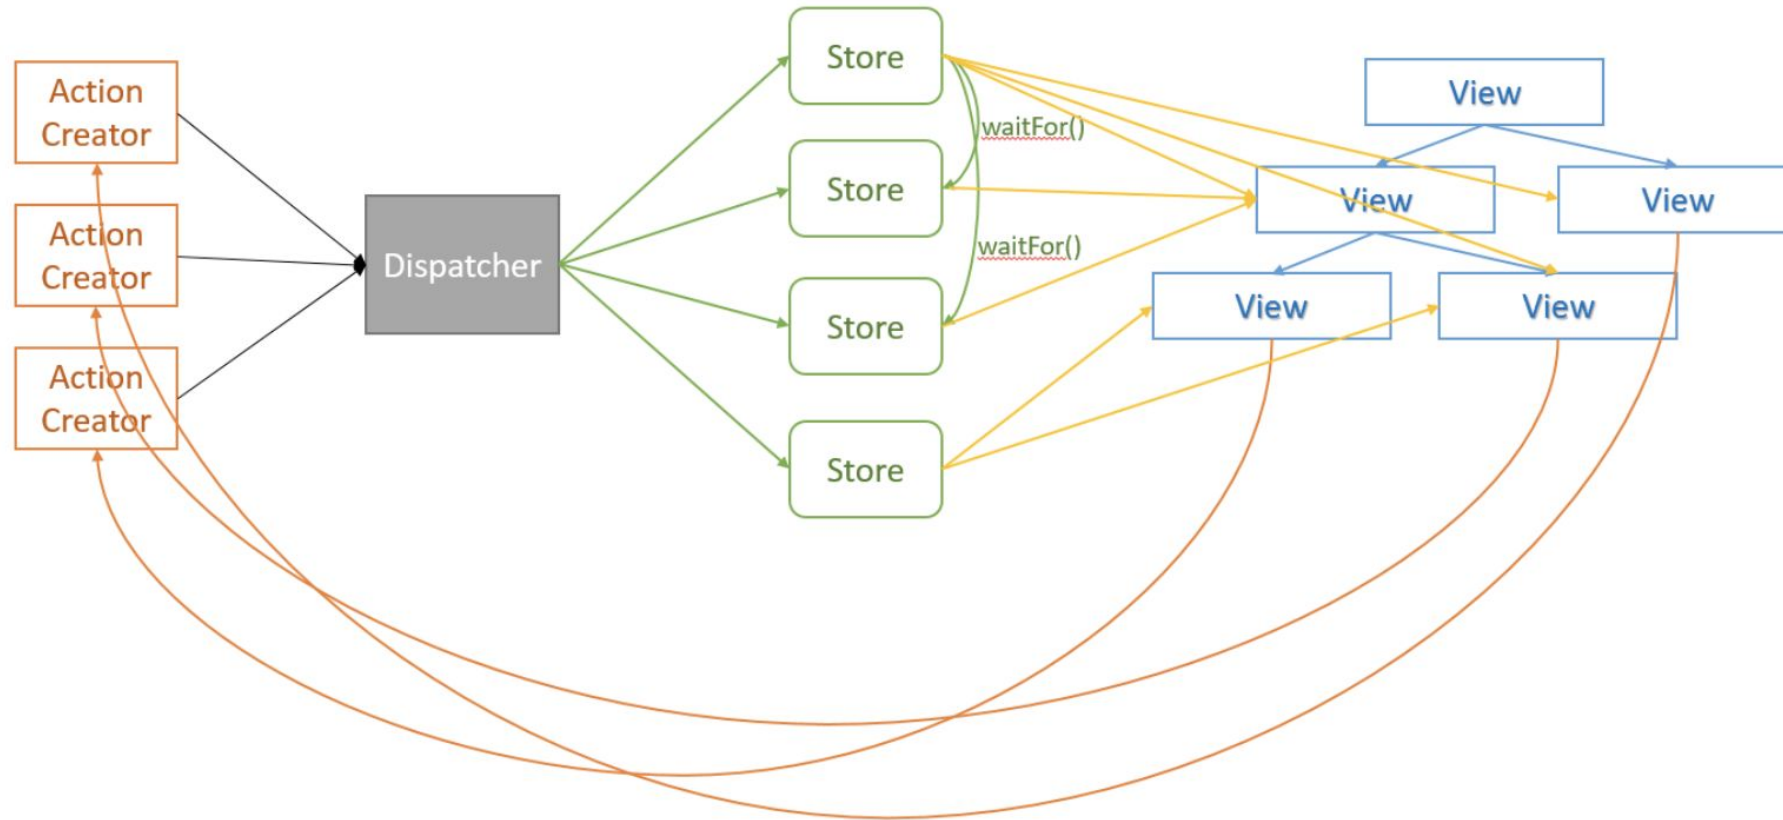 Action
Creator
Action
Creator
Action
Creator
Dispatcher
Store
Store
Store
Store
waitFor()
waitFor()
View
View
View
View
View